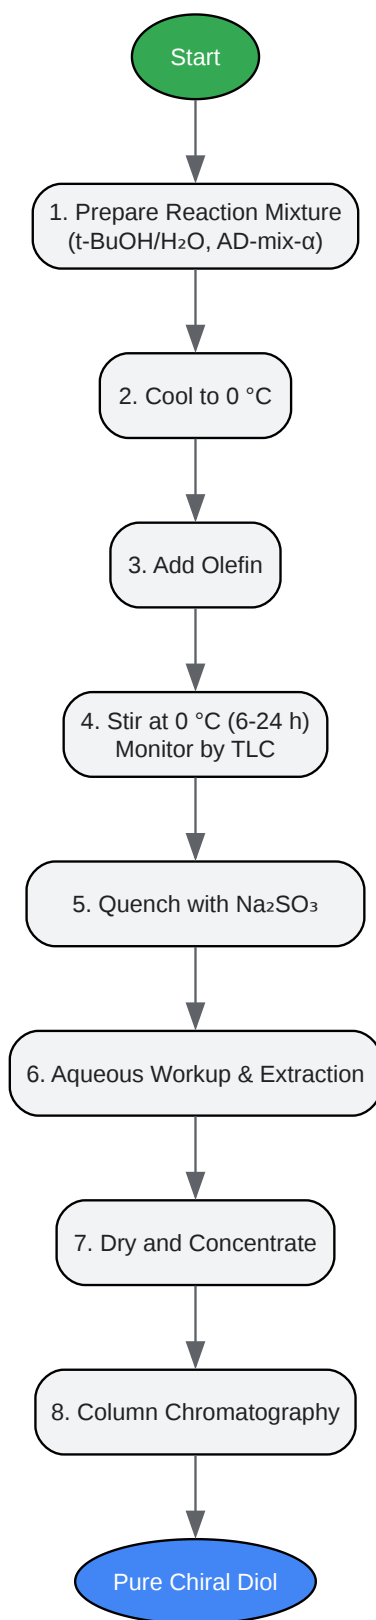 Start
1. Prepare Reaction Mixture
(t-BuOH/H₂O, AD-mix-α)
2. Cool to 0 °C
3. Add Olefin
4. Stir at 0 °C (6-24 h)
Monitor by TLC
5. Quench with Na₂SO₃
6. Aqueous Workup & Extraction
7. Dry and Concentrate
8. Column Chromatography
Pure Chiral Diol